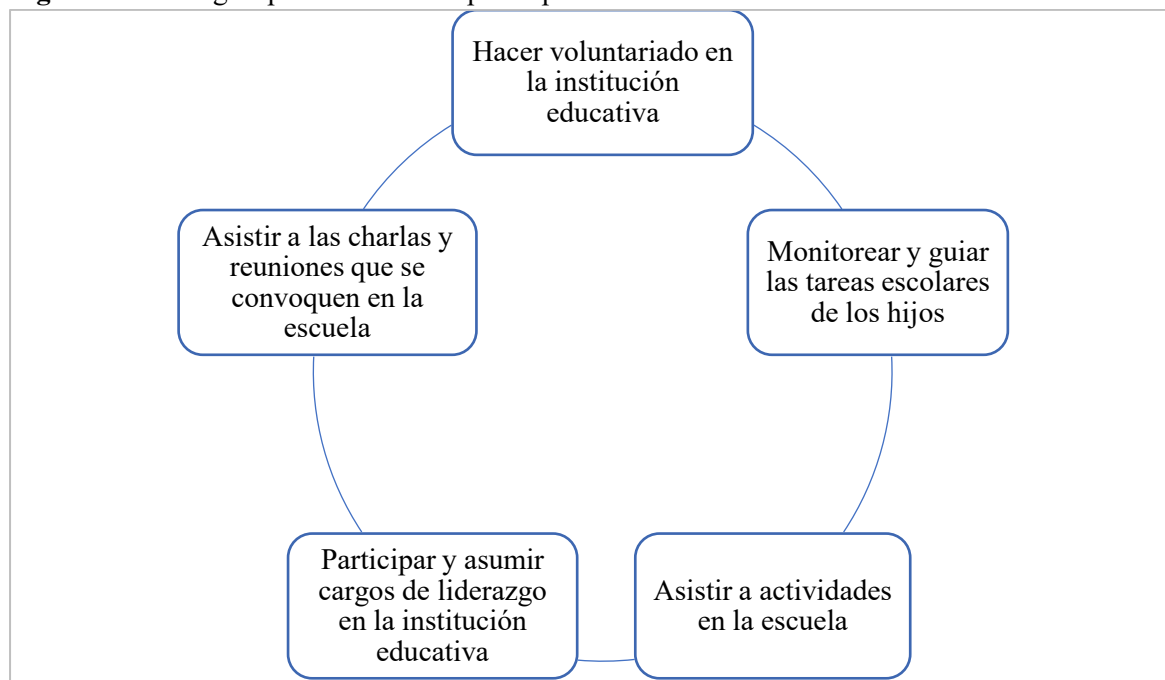 Hacer voluntariado en
la institución
educativa
Monitorear y guiar
las tareas escolares
de los hijos
Asistir a actividades
en la escuela
Participar y asumir
cargos de liderazgo
en la institución
educativa
Asistir a las charlas y
reuniones que se
convoquen en la
escuela